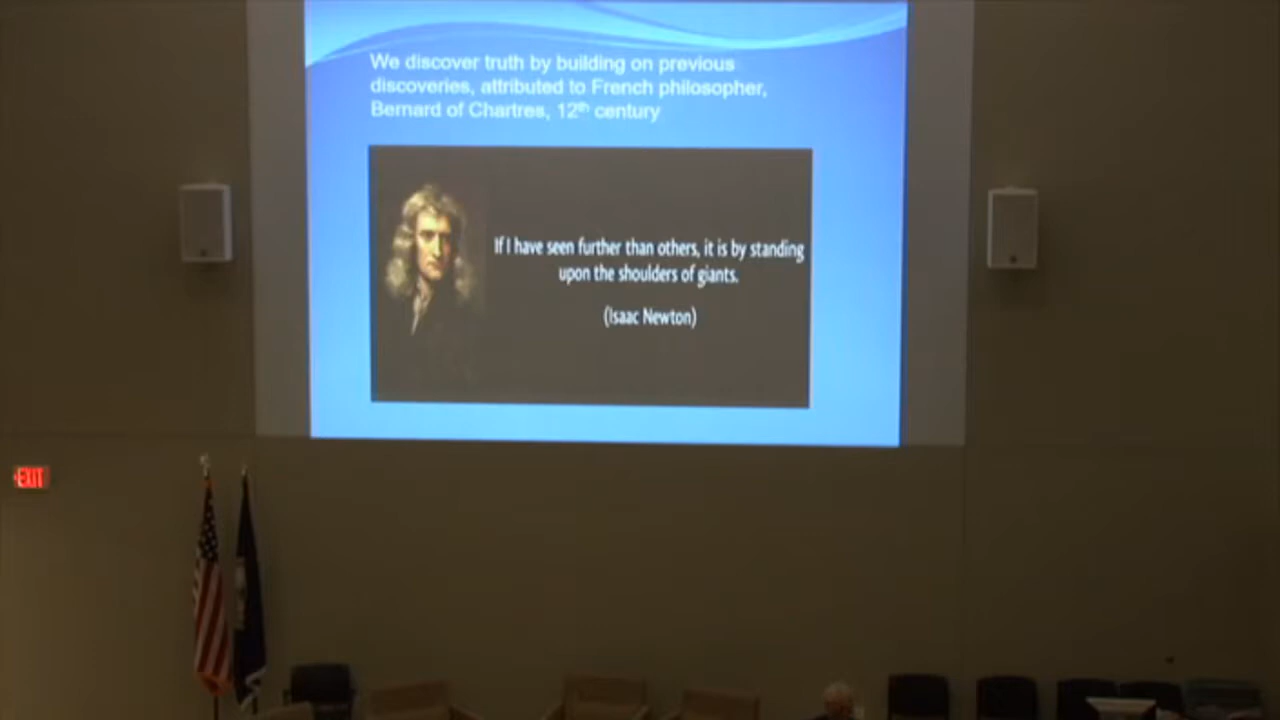 We discover truth by building on previous
discoveries, attributed to French philosopher,
Bernard of Chartres, 12th century
If I have seen further than others, it is by standing
upon the shoulders of giants.
(Isaac Newton)
EXIT